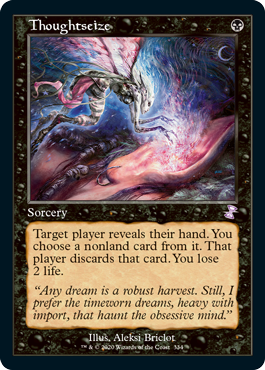 Thoughtseize
Sorcery
Target player reveals their hand. You
choose a nonland card from it. That
player discards that card. You lose
2 life.
“Any dream is a robust harvest. Still, I
prefer the timeworn dreams, heavy with
import, that haunt the obsessive mind.”
Illus. Aleksi Briclot
™ & © 2020 Wizards of the Coast 334